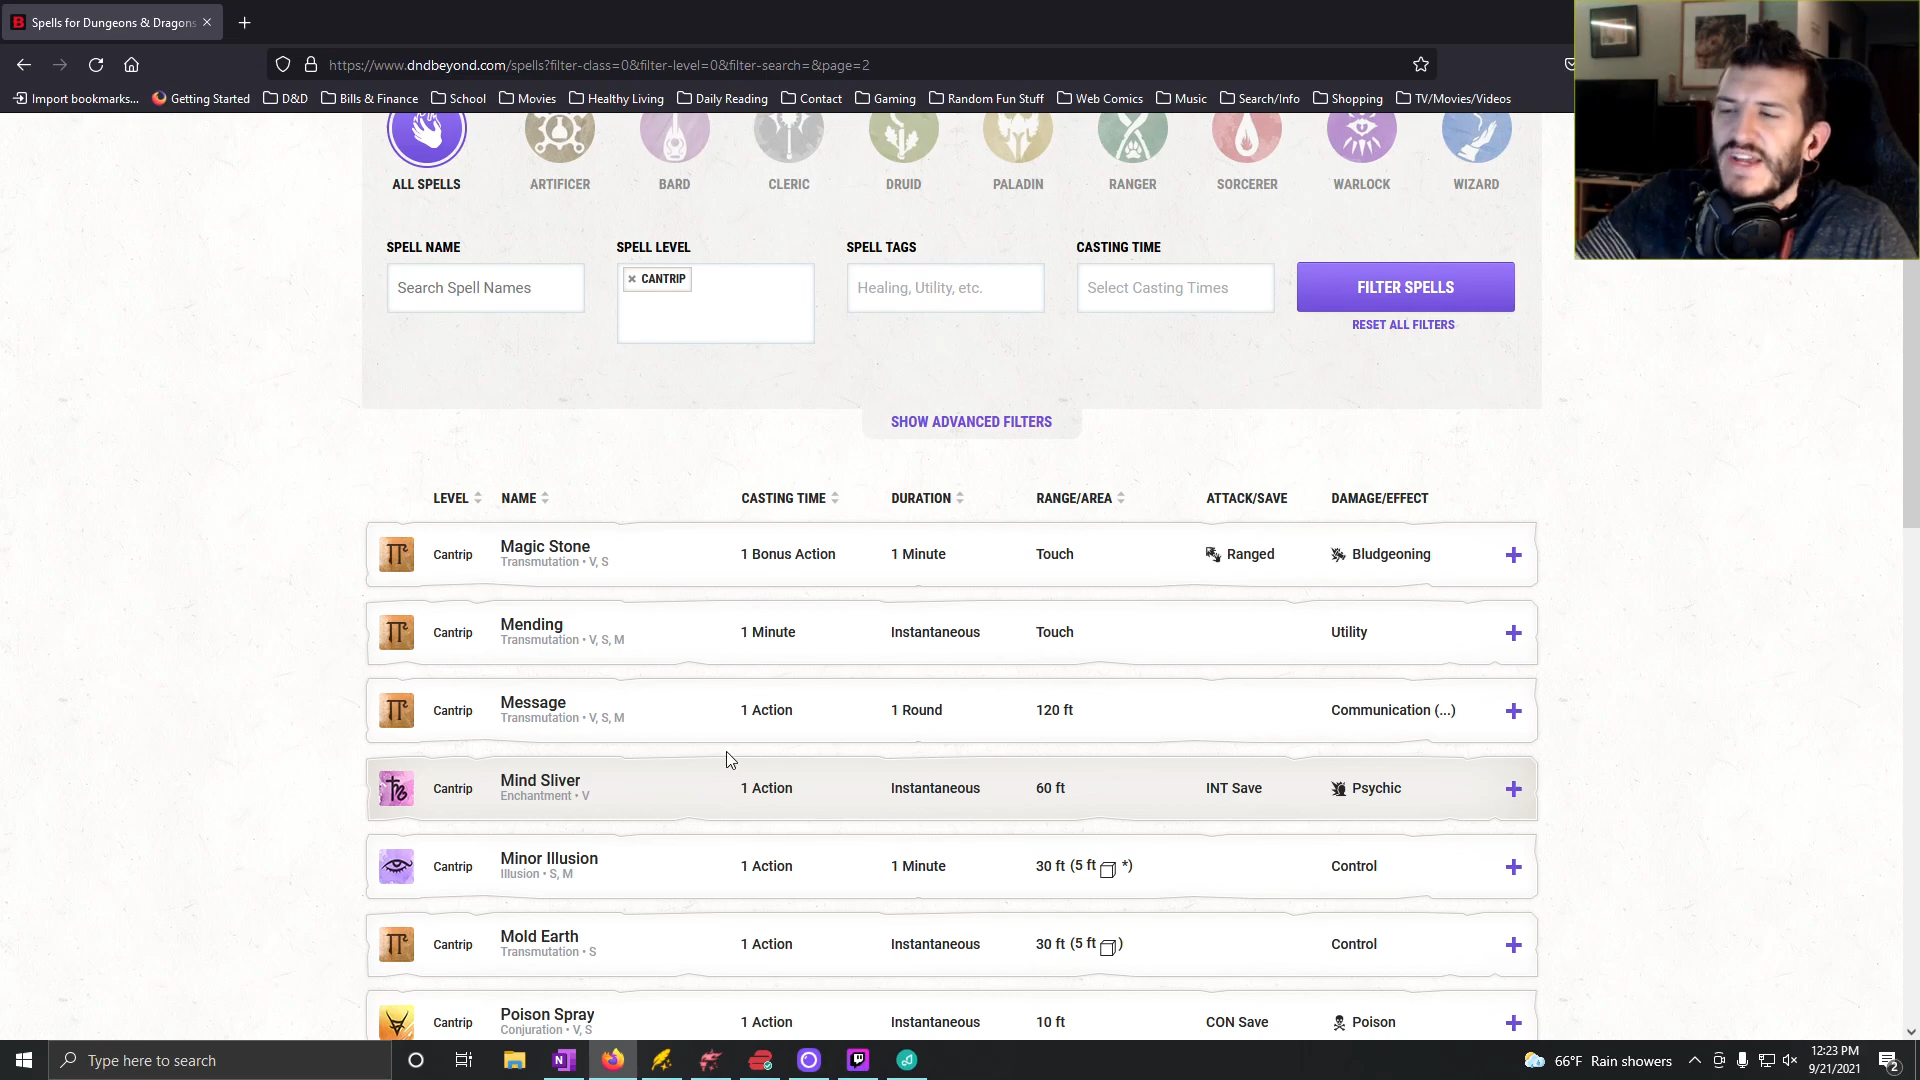 Spells for Dungeons & Dragons
https://www.dndbeyond.com/spells?filter-class=0&filter-level=0&filter-search=&page=2
Import bookmarks... Getting Started D&D Bills & Finance School Movies Healthy Living Daily Reading Contact Gaming Random Fun Stuff Web Comics Music Search/Info Shopping TV/Movies/Videos
ALL SPELLS ARTIFICER BARD CLERIC DRUID PALADIN RANGER SORCERER WARLOCK WIZARD
SPELL NAME SPELL LEVEL SPELL TAGS CASTING TIME
Search Spell Names × CANTRIP Healing, Utility, etc. Select Casting Times FILTER SPELLS
RESET ALL FILTERS
SHOW ADVANCED FILTERS
LEVEL NAME CASTING TIME DURATION RANGE/AREA ATTACK/SAVE DAMAGE/EFFECT
Cantrip Magic Stone 1 Bonus Action 1 Minute Touch Ranged Bludgeoning
Transmutation • V, S
Cantrip Mending 1 Minute Instantaneous Touch Utility
Transmutation • V, S, M
Cantrip Message 1 Action 1 Round 120 ft Communication (...)
Transmutation • V, S, M
Cantrip Mind Sliver 1 Action Instantaneous 60 ft INT Save Psychic
Enchantment • V
Cantrip Minor Illusion 1 Action 1 Minute 30 ft (5 ft *) Control
Illusion • S, M
Cantrip Mold Earth 1 Action Instantaneous 30 ft (5 ft ) Control
Transmutation • S
Cantrip Poison Spray 1 Action Instantaneous 10 ft CON Save Poison
Conjuration • V, S
Type here to search 66°F Rain showers 12:23 PM
9/21/2021 2